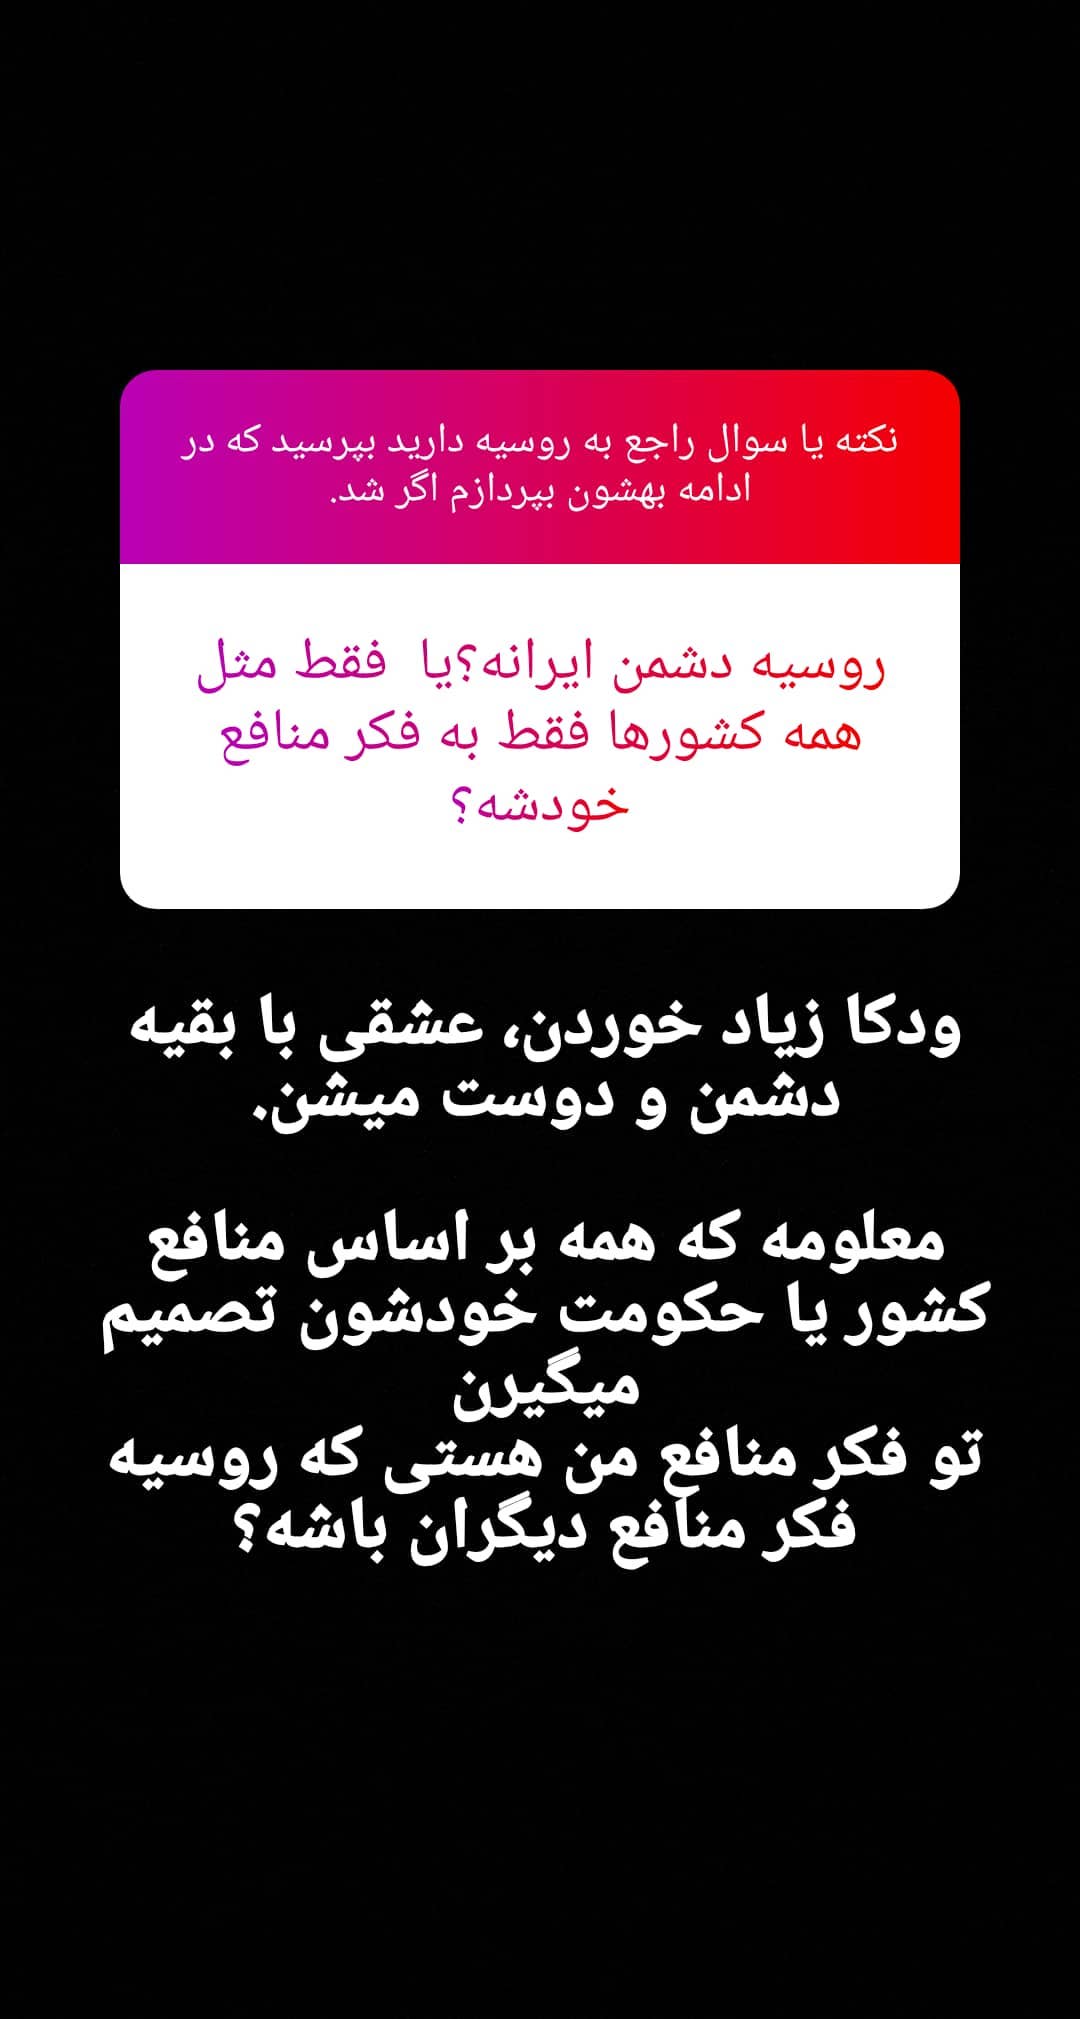 نکته یا سوال راجع به روسیه دارید بپرسید که در
ادامه بهشون بپردازم اگر شد.
روسیه دشمن ایرانه؟یا  فقط مثل
همه کشورها فقط به فکر منافع
خودشه؟
ودکا زیاد خوردن، عشقی با بقیه
دشمن و دوست میشن.
معلومه که همه بر اساس منافع
کشور یا حکومت خودشون تصمیم
میگیرن
تو فکر منافع من هستی که روسیه
فکر منافع دیگران باشه؟